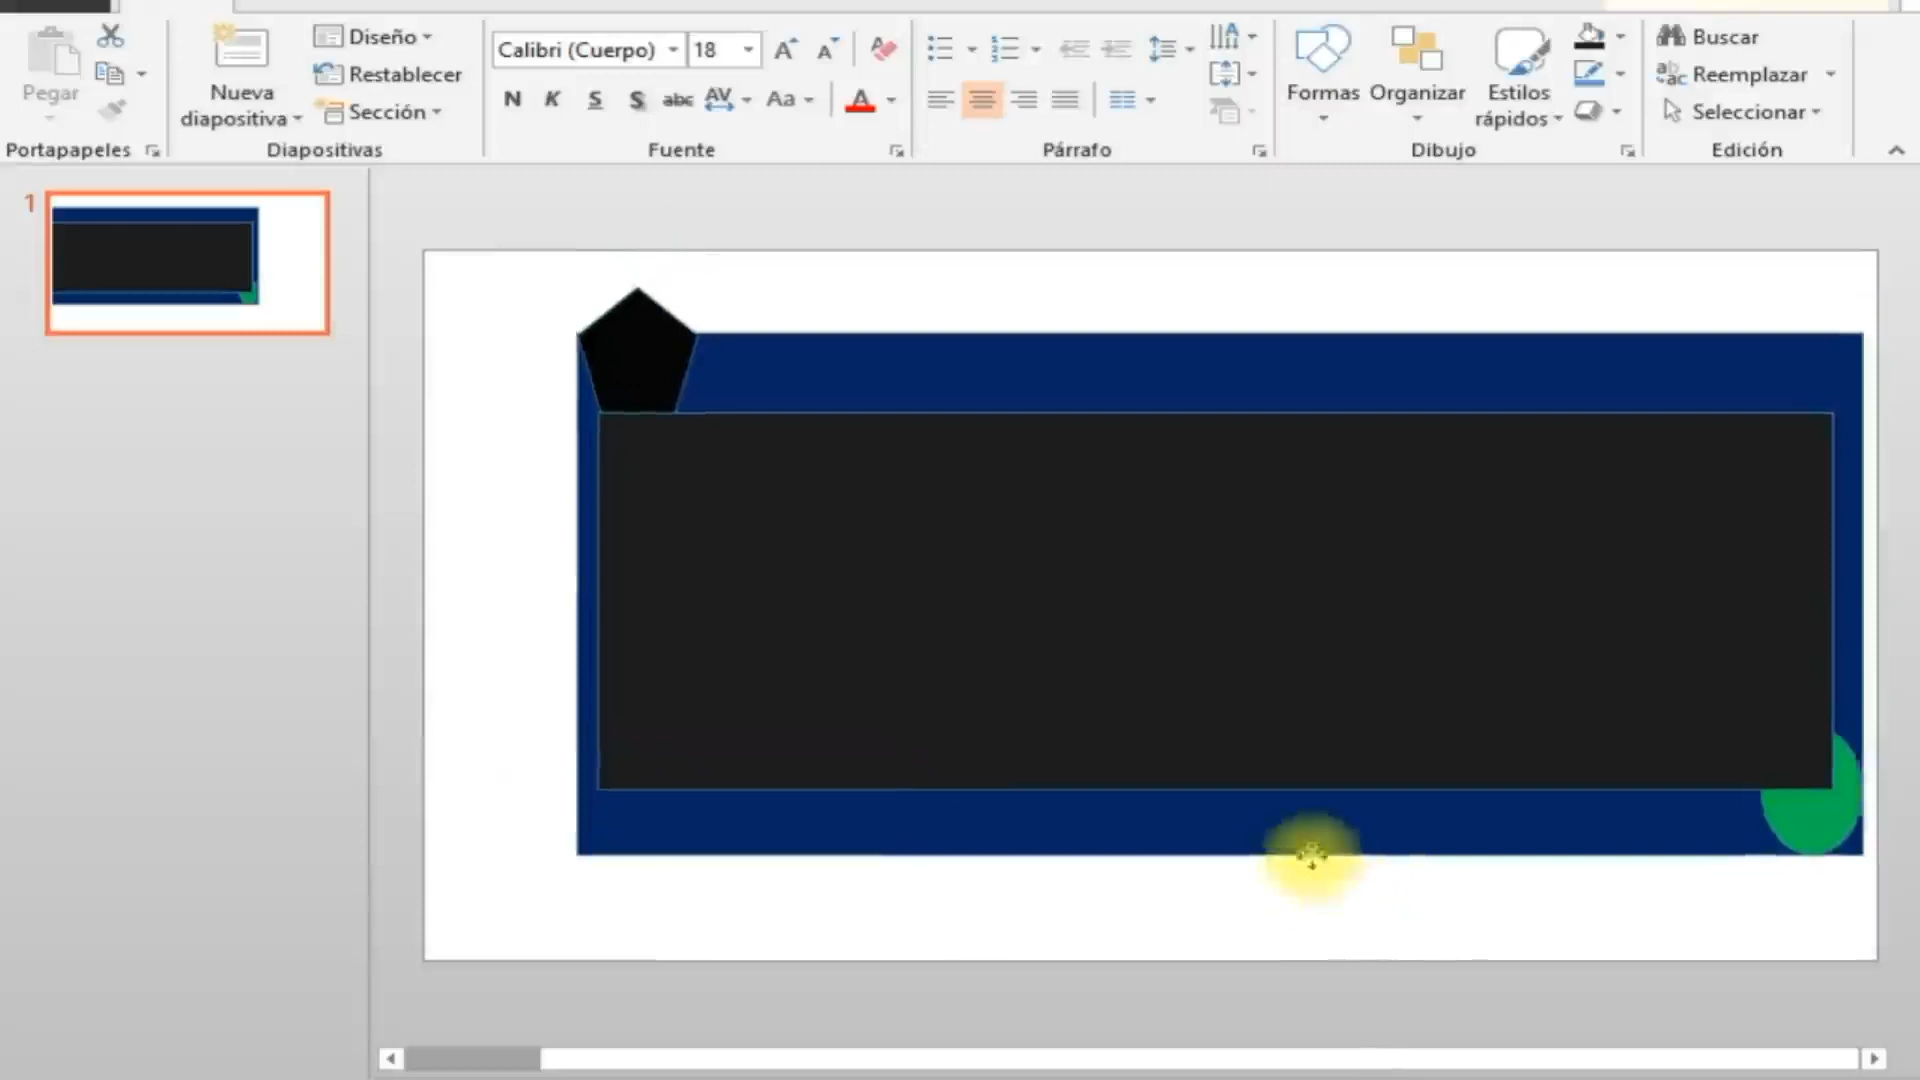 Diseño
Calibri (Cuerpo) 18
Buscar
Restablecer
Reemplazar
Pegar
Nueva diapositiva
Sección
N K S S abc AV Aa A
Formas Organizar Estilos rápidos
Seleccionar
Portapapeles Diapositivas Fuente Párrafo Dibujo Edición
1